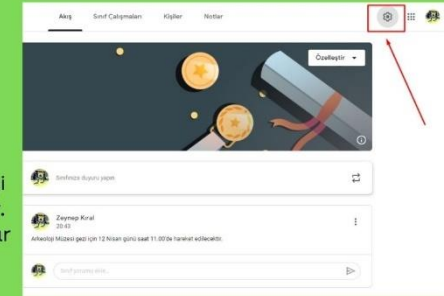 Akış Sınıf Çalışmaları Kişiler Notlar
Özelleştir
Sınıfınıza duyuru yapın
Zeynep Kıral
20:43
Arkeoloji Müzesi gezi için 12 Nisan günü saat 11.00'de hareket edilecektir.
Sınıf yorumu ekle...